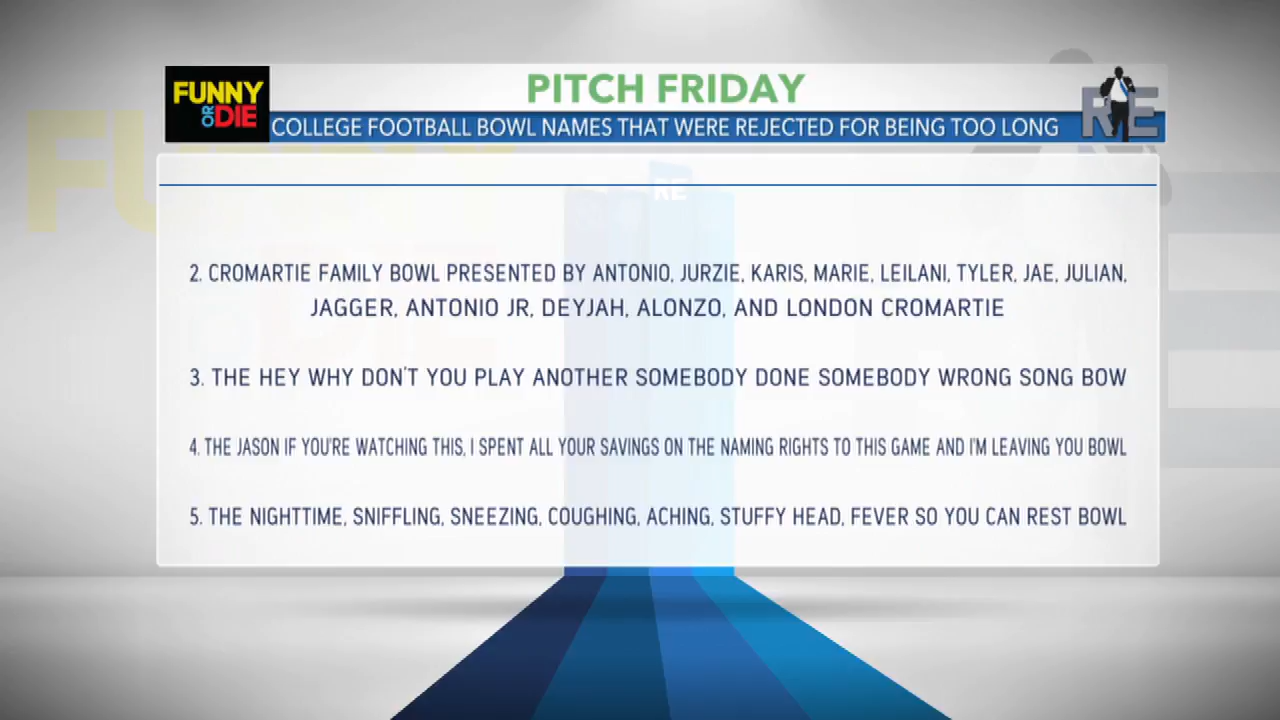 FUNNY
OR DIE
PITCH FRIDAY
COLLEGE FOOTBALL BOWL NAMES THAT WERE REJECTED FOR BEING TOO LONG
RE
RE
2. CROMARTIE FAMILY BOWL PRESENTED BY ANTONIO, JURZIE, KARIS, MARIE, LEILANI, TYLER, JAE, JULIAN,
JAGGER, ANTONIO JR, DEYJAH, ALONZO, AND LONDON CROMARTIE
3. THE HEY WHY DON'T YOU PLAY ANOTHER SOMEBODY DONE SOMEBODY WRONG SONG BOW
4. THE JASON IF YOU'RE WATCHING THIS, I SPENT ALL YOUR SAVINGS ON THE NAMING RIGHTS TO THIS GAME AND I'M LEAVING YOU BOWL
5. THE NIGHTTIME, SNIFFLING, SNEEZING, COUGHING, ACHING, STUFFY HEAD, FEVER SO YOU CAN REST BOWL